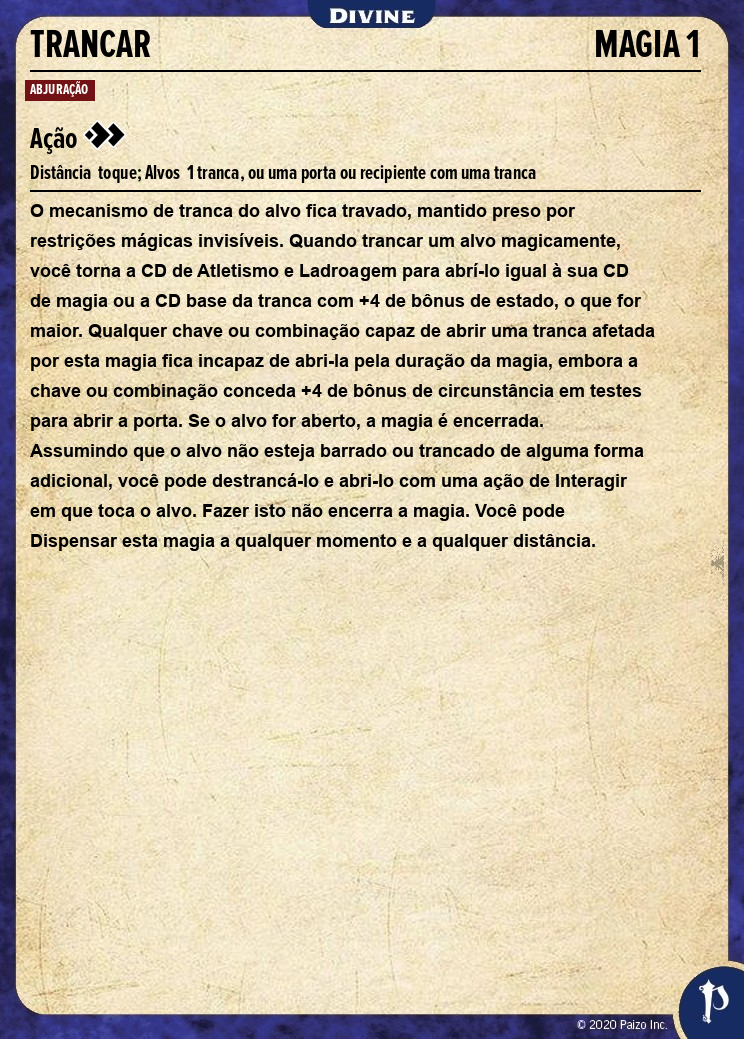 DIVINE
TRANCAR MAGIA 1
ABJURAÇÃO
Ação
Distância toque; Alvos 1 tranca, ou uma porta ou recipiente com uma tranca
O mecanismo de tranca do alvo fica travado, mantido preso por
restrições mágicas invisíveis. Quando trancar um alvo magicamente,
você torna a CD de Atletismo e Ladroagem para abrí-lo igual à sua CD
de magia ou a CD base da tranca com +4 de bônus de estado, o que for
maior. Qualquer chave ou combinação capaz de abrir uma tranca afetada
por esta magia fica incapaz de abri-la pela duração da magia, embora a
chave ou combinação conceda +4 de bônus de circunstância em testes
para abrir a porta. Se o alvo for aberto, a magia é encerrada.
Assumindo que o alvo não esteja barrado ou trancado de alguma forma
adicional, você pode destrancá-lo e abri-lo com uma ação de Interagir
em que toca o alvo. Fazer isto não encerra a magia. Você pode
Dispensar esta magia a qualquer momento e a qualquer distância.
© 2020 Paizo Inc.
P